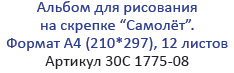 Альбом для рисования
на скрепке “Самолёт”.
Формат А4 (210*297), 12 листов
Артикул 30С 1775-08